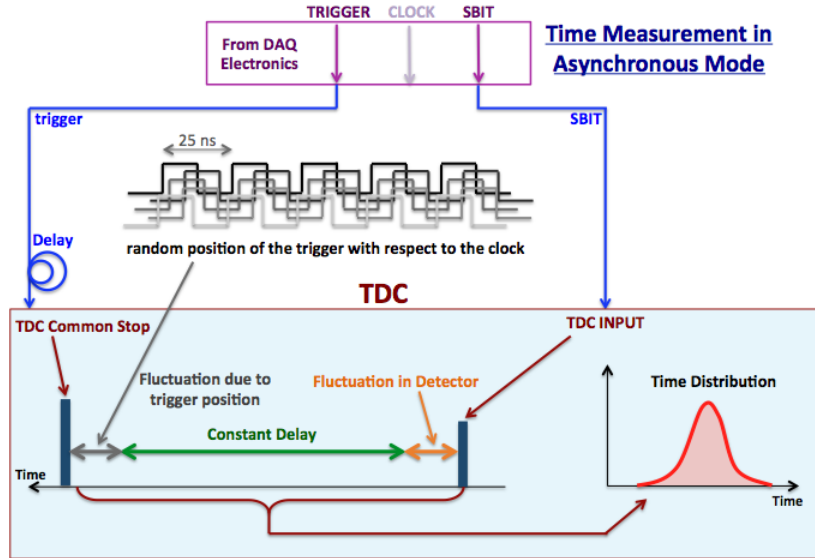 TRIGGER CLOCK SBIT
From DAQ
Electronics
Time Measurement in
Asynchronous Mode
trigger
SBIT
25 ns
random position of the trigger with respect to the clock
Delay
TDC
TDC Common Stop
TDC INPUT
Fluctuation due to
trigger position
Fluctuation in Detector
Constant Delay
Time
Time Distribution
Time